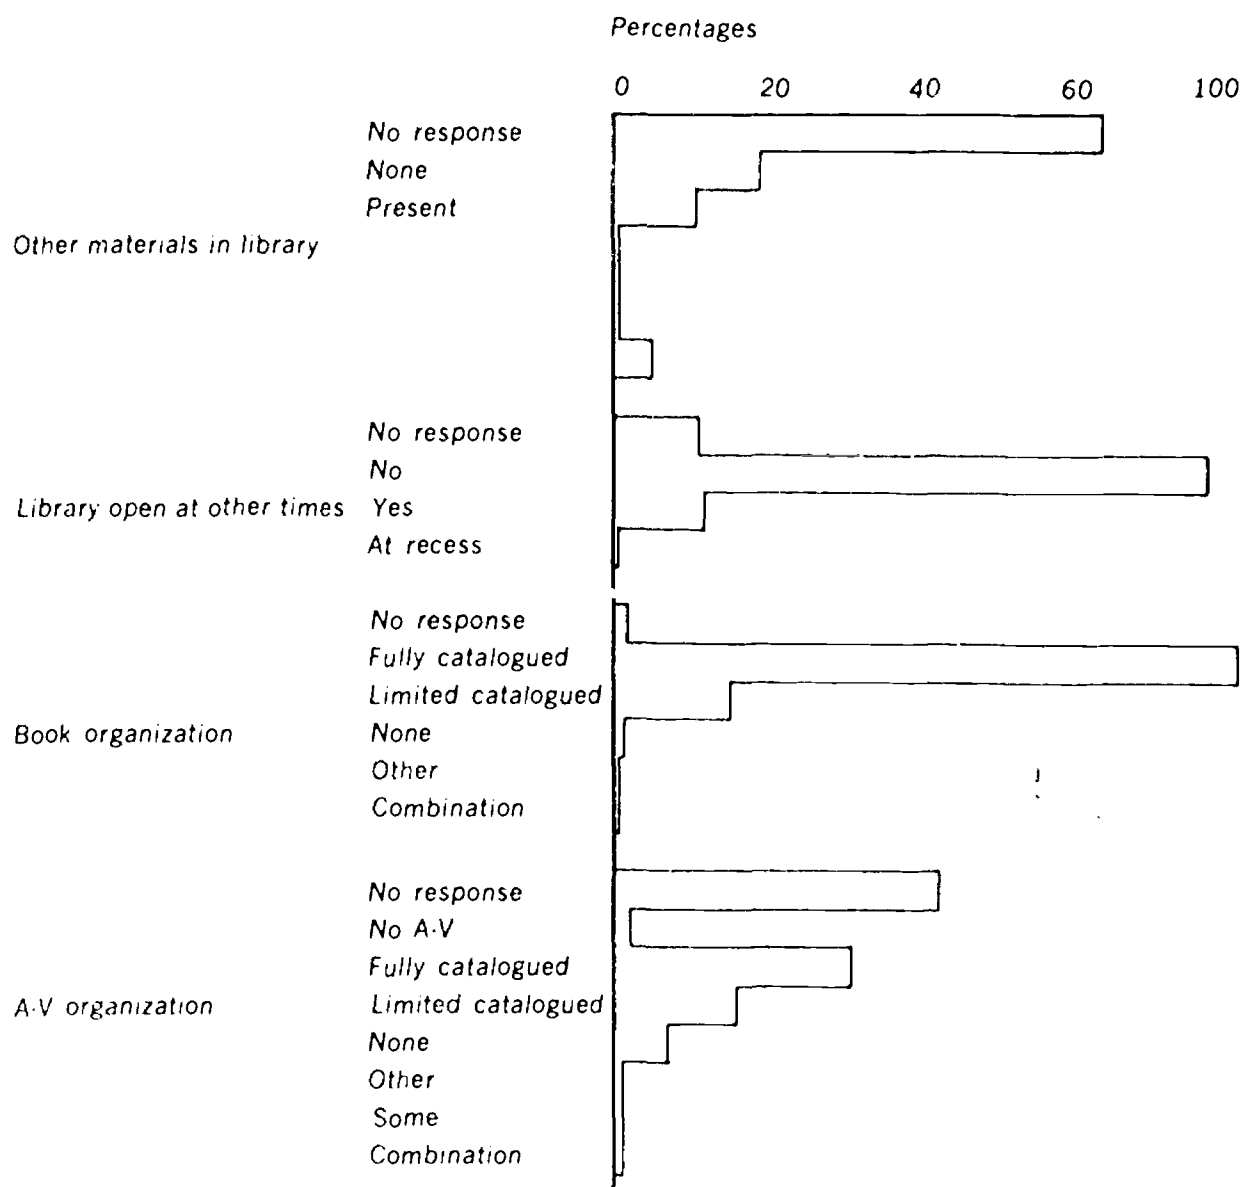 Percentages
0 20 40 60 100
No response
None
Present
Other materials in library
No response
No
Library open at other times Yes
At recess
No response
Fully catalogued
Limited catalogued
Book organization None
Other
Combination
No response
No A-V
Fully catalogued
A-V organization Limited catalogued
None
Other
Some
Combination